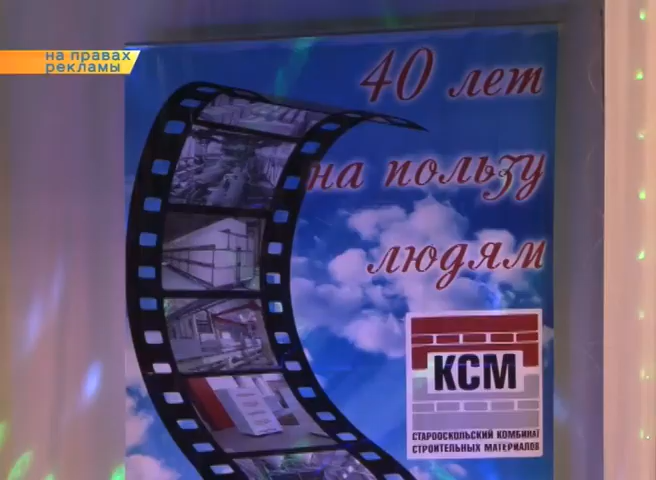 на правах
рекламы
40 лет
на пользу
людям
КСМ
СТАРООСКОЛЬСКИЙ КОМБИНАТ
СТРОИТЕЛЬНЫХ МАТЕРИАЛОВ